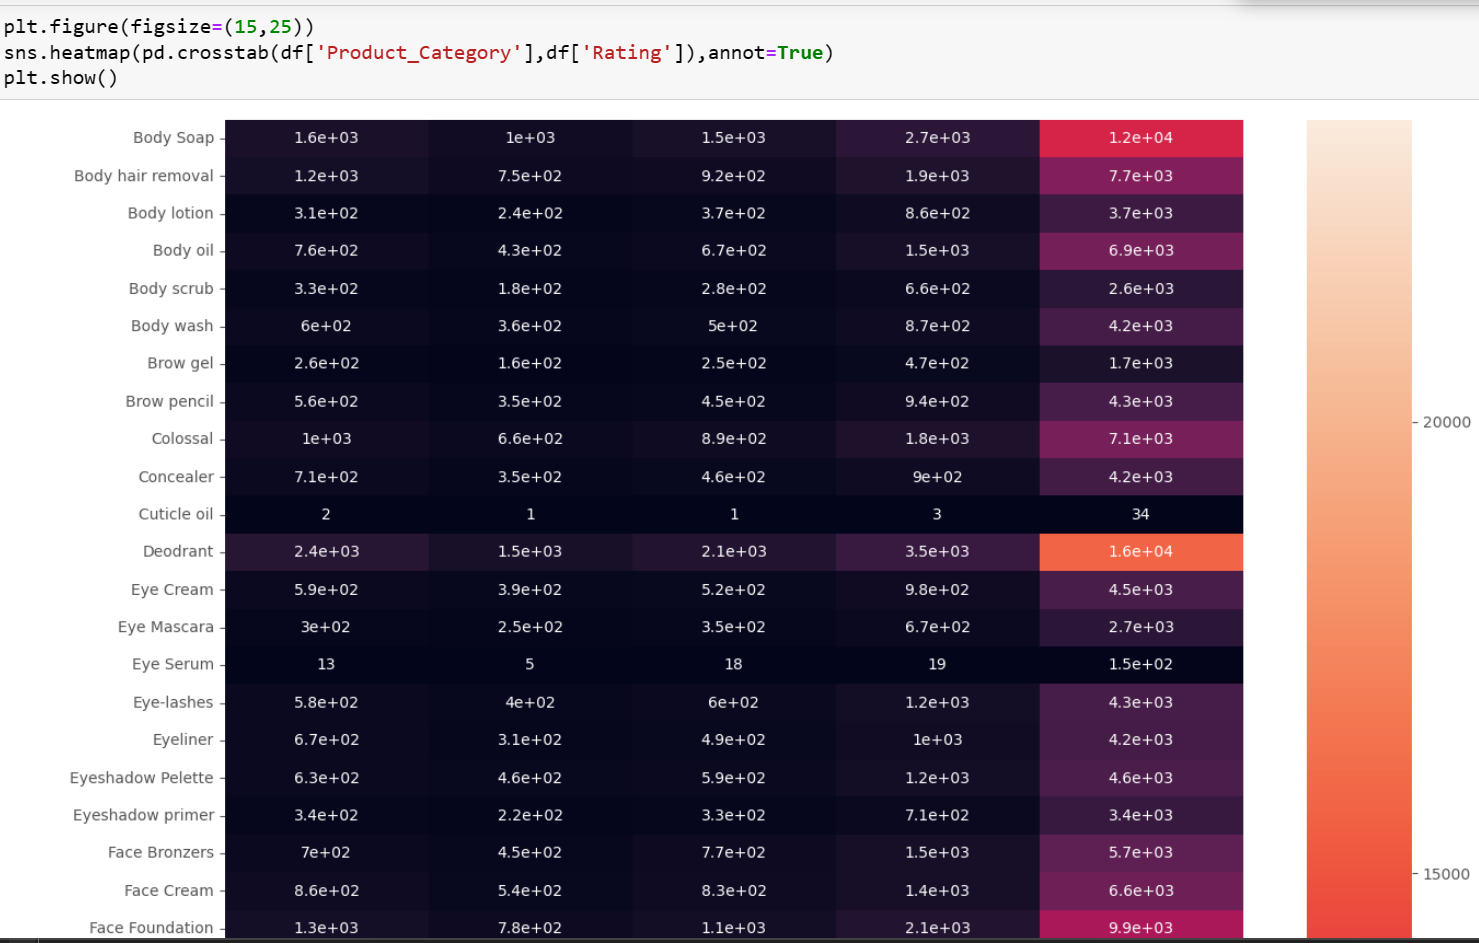 plt.figure(figsize=(15,25))
sns.heatmap(pd.crosstab(df['Product_Category'],df['Rating']),annot=True)
plt.show()
Body Soap 1.6e+03 1e+03 1.5e+03 2.7e+03 1.2e+04
Body hair removal 1.2e+03 7.5e+02 9.2e+02 1.9e+03 7.7e+03
Body lotion 3.1e+02 2.4e+02 3.7e+02 8.6e+02 3.7e+03
Body oil 7.6e+02 4.3e+02 6.7e+02 1.5e+03 6.9e+03
Body scrub 3.3e+02 1.8e+02 2.8e+02 6.6e+02 2.6e+03
Body wash 6e+02 3.6e+02 5e+02 8.7e+02 4.2e+03
Brow gel 2.6e+02 1.6e+02 2.5e+02 4.7e+02 1.7e+03
Brow pencil 5.6e+02 3.5e+02 4.5e+02 9.4e+02 4.3e+03
20000
Colossal 1e+03 6.6e+02 8.9e+02 1.8e+03 7.1e+03
Concealer 7.1e+02 3.5e+02 4.6e+02 9e+02 4.2e+03
Cuticle oil 2 1 1 3 34
Deodrant 2.4e+03 1.5e+03 2.1e+03 3.5e+03 1.6e+04
Eye Cream 5.9e+02 3.9e+02 5.2e+02 9.8e+02 4.5e+03
Eye Mascara 3e+02 2.5e+02 3.5e+02 6.7e+02 2.7e+03
Eye Serum 13 5 18 19 1.5e+02
Eye-lashes 5.8e+02 4e+02 6e+02 1.2e+03 4.3e+03
Eyeliner 6.7e+02 3.1e+02 4.9e+02 1e+03 4.2e+03
Eyeshadow Pelette 6.3e+02 4.6e+02 5.9e+02 1.2e+03 4.6e+03
Eyeshadow primer 3.4e+02 2.2e+02 3.3e+02 7.1e+02 3.4e+03
Face Bronzers 7e+02 4.5e+02 7.7e+02 1.5e+03 5.7e+03
15000
Face Cream 8.6e+02 5.4e+02 8.3e+02 1.4e+03 6.6e+03
Face Foundation 1.3e+03 7.8e+02 1.1e+03 2.1e+03 9.9e+03